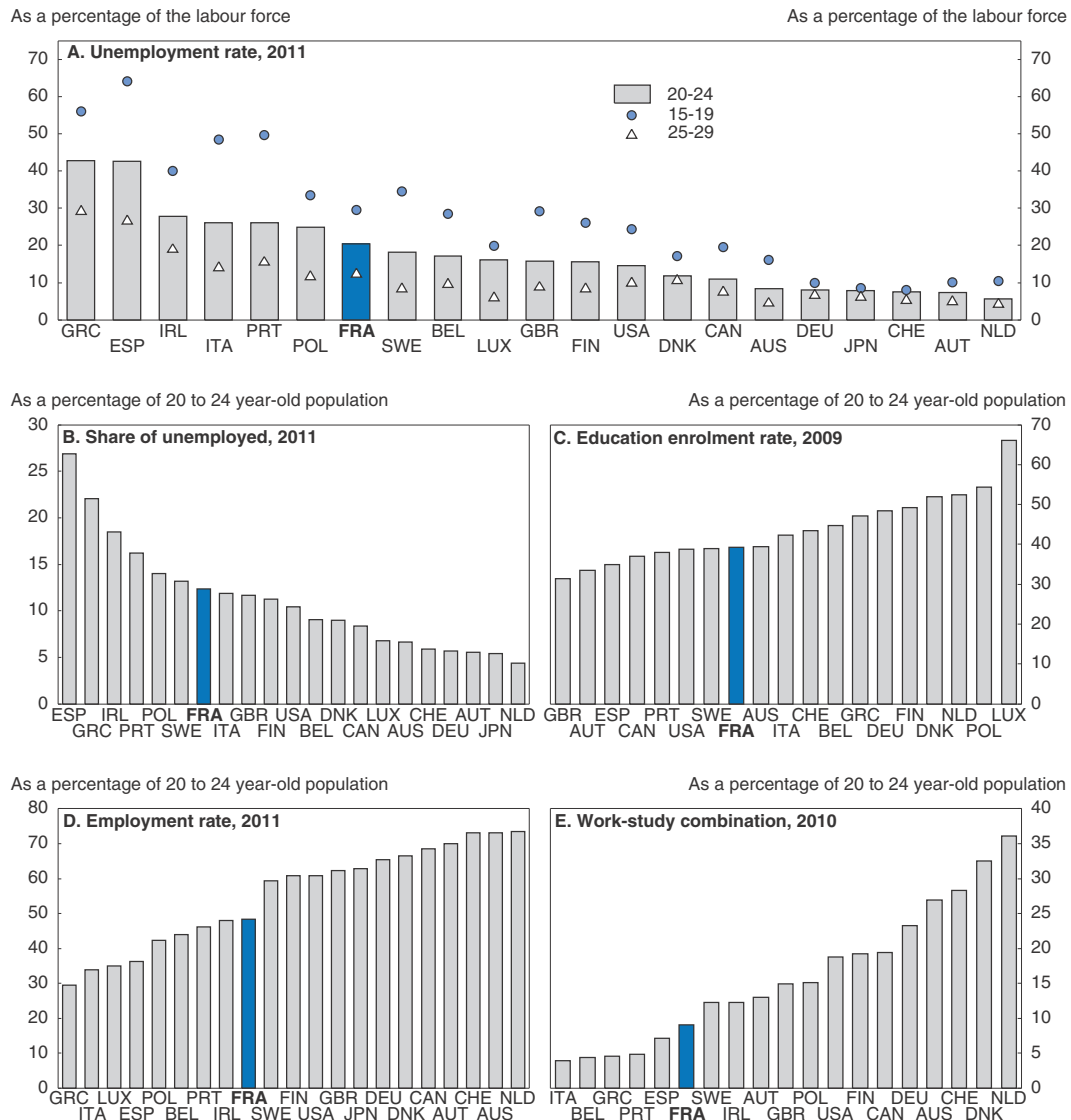 As a percentage of the labour force As a percentage of the labour force
A. Unemployment rate, 2011
70 70
60 60
50 50
40 40
30 30
20 20
10 10
0 0
20-24
15-19
25-29
GRC IRL PRT FRA BEL GBR USA CAN DEU CHE NLD
ESP ITA POL SWE LUX FIN DNK AUS JPN AUT
As a percentage of 20 to 24 year-old population
B. Share of unemployed, 2011
30
25
20
15
10
5
0
ESP IRL POL FRA GBR USA DNK LUX CHE AUT NLD
GRC PRT SWE ITA FIN BEL CAN AUS DEU JPN
As a percentage of 20 to 24 year-old population
C. Education enrolment rate, 2009
70
60
50
40
30
20
10
0
GBR ESP PRT SWE AUS CHE GRC FIN NLD LUX
AUT CAN USA FRA ITA BEL DEU DNK POL
As a percentage of 20 to 24 year-old population
D. Employment rate, 2011
80
70
60
50
40
30
20
10
0
GRC LUX POL PRT FRA FIN GBR DEU CAN CHE NLD
ITA ESP BEL IRL SWE USA JPN DNK AUT AUS
As a percentage of 20 to 24 year-old population
E. Work-study combination, 2010
40
35
30
25
20
15
10
5
0
ITA GRC ESP SWE AUT POL FIN DEU CHE NLD
BEL PRT FRA IRL GBR USA CAN AUS DNK